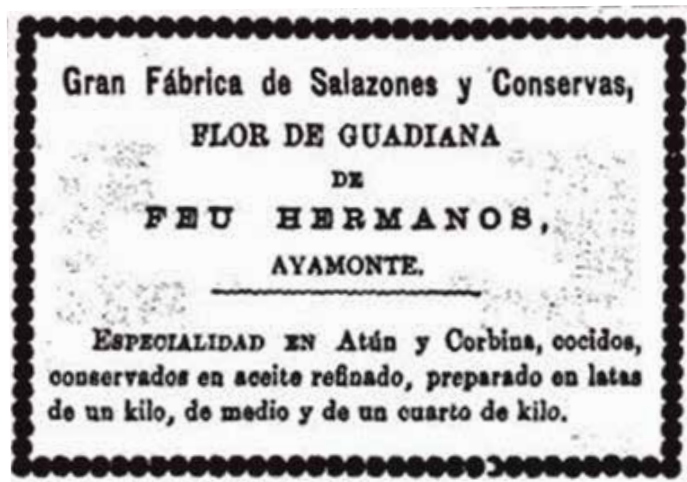 Gran Fábrica de Salazones y Conservas,
FLOR DE GUADIANA
DE
FEU HERMANOS,
AYAMONTE.
ESPECIALIDAD EN Atún y Corbina, cocidos,
conservados en aceite refinado, preparado en latas
de un kilo, de medio y de un cuarto de kilo.